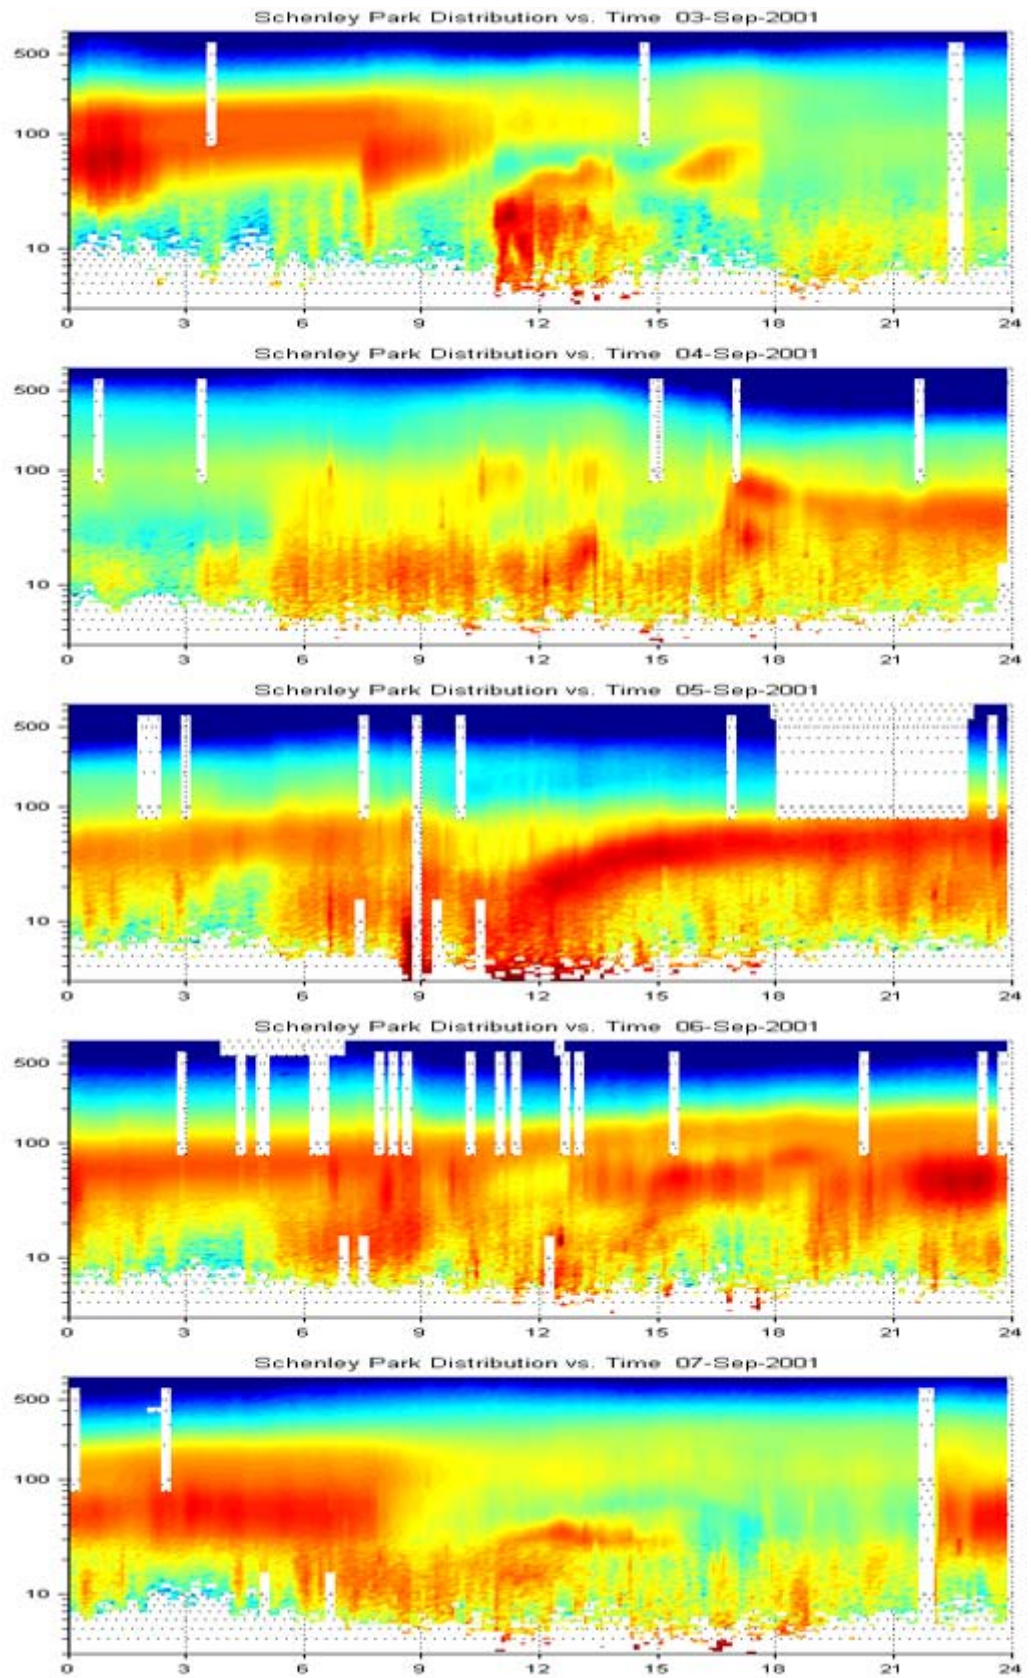 Schenley Park Distribution vs. Time 03-Sep-2001
500
100
10
0 3 6 9 12 15 18 21 24
Schenley Park Distribution vs. Time 04-Sep-2001
500
100
10
0 3 6 9 12 15 18 21 24
Schenley Park Distribution vs. Time 05-Sep-2001
500
100
10
0 3 6 9 12 15 18 21 24
Schenley Park Distribution vs. Time 06-Sep-2001
500
100
10
0 3 6 9 12 15 18 21 24
Schenley Park Distribution vs. Time 07-Sep-2001
500
100
10
0 3 6 9 12 15 18 21 24